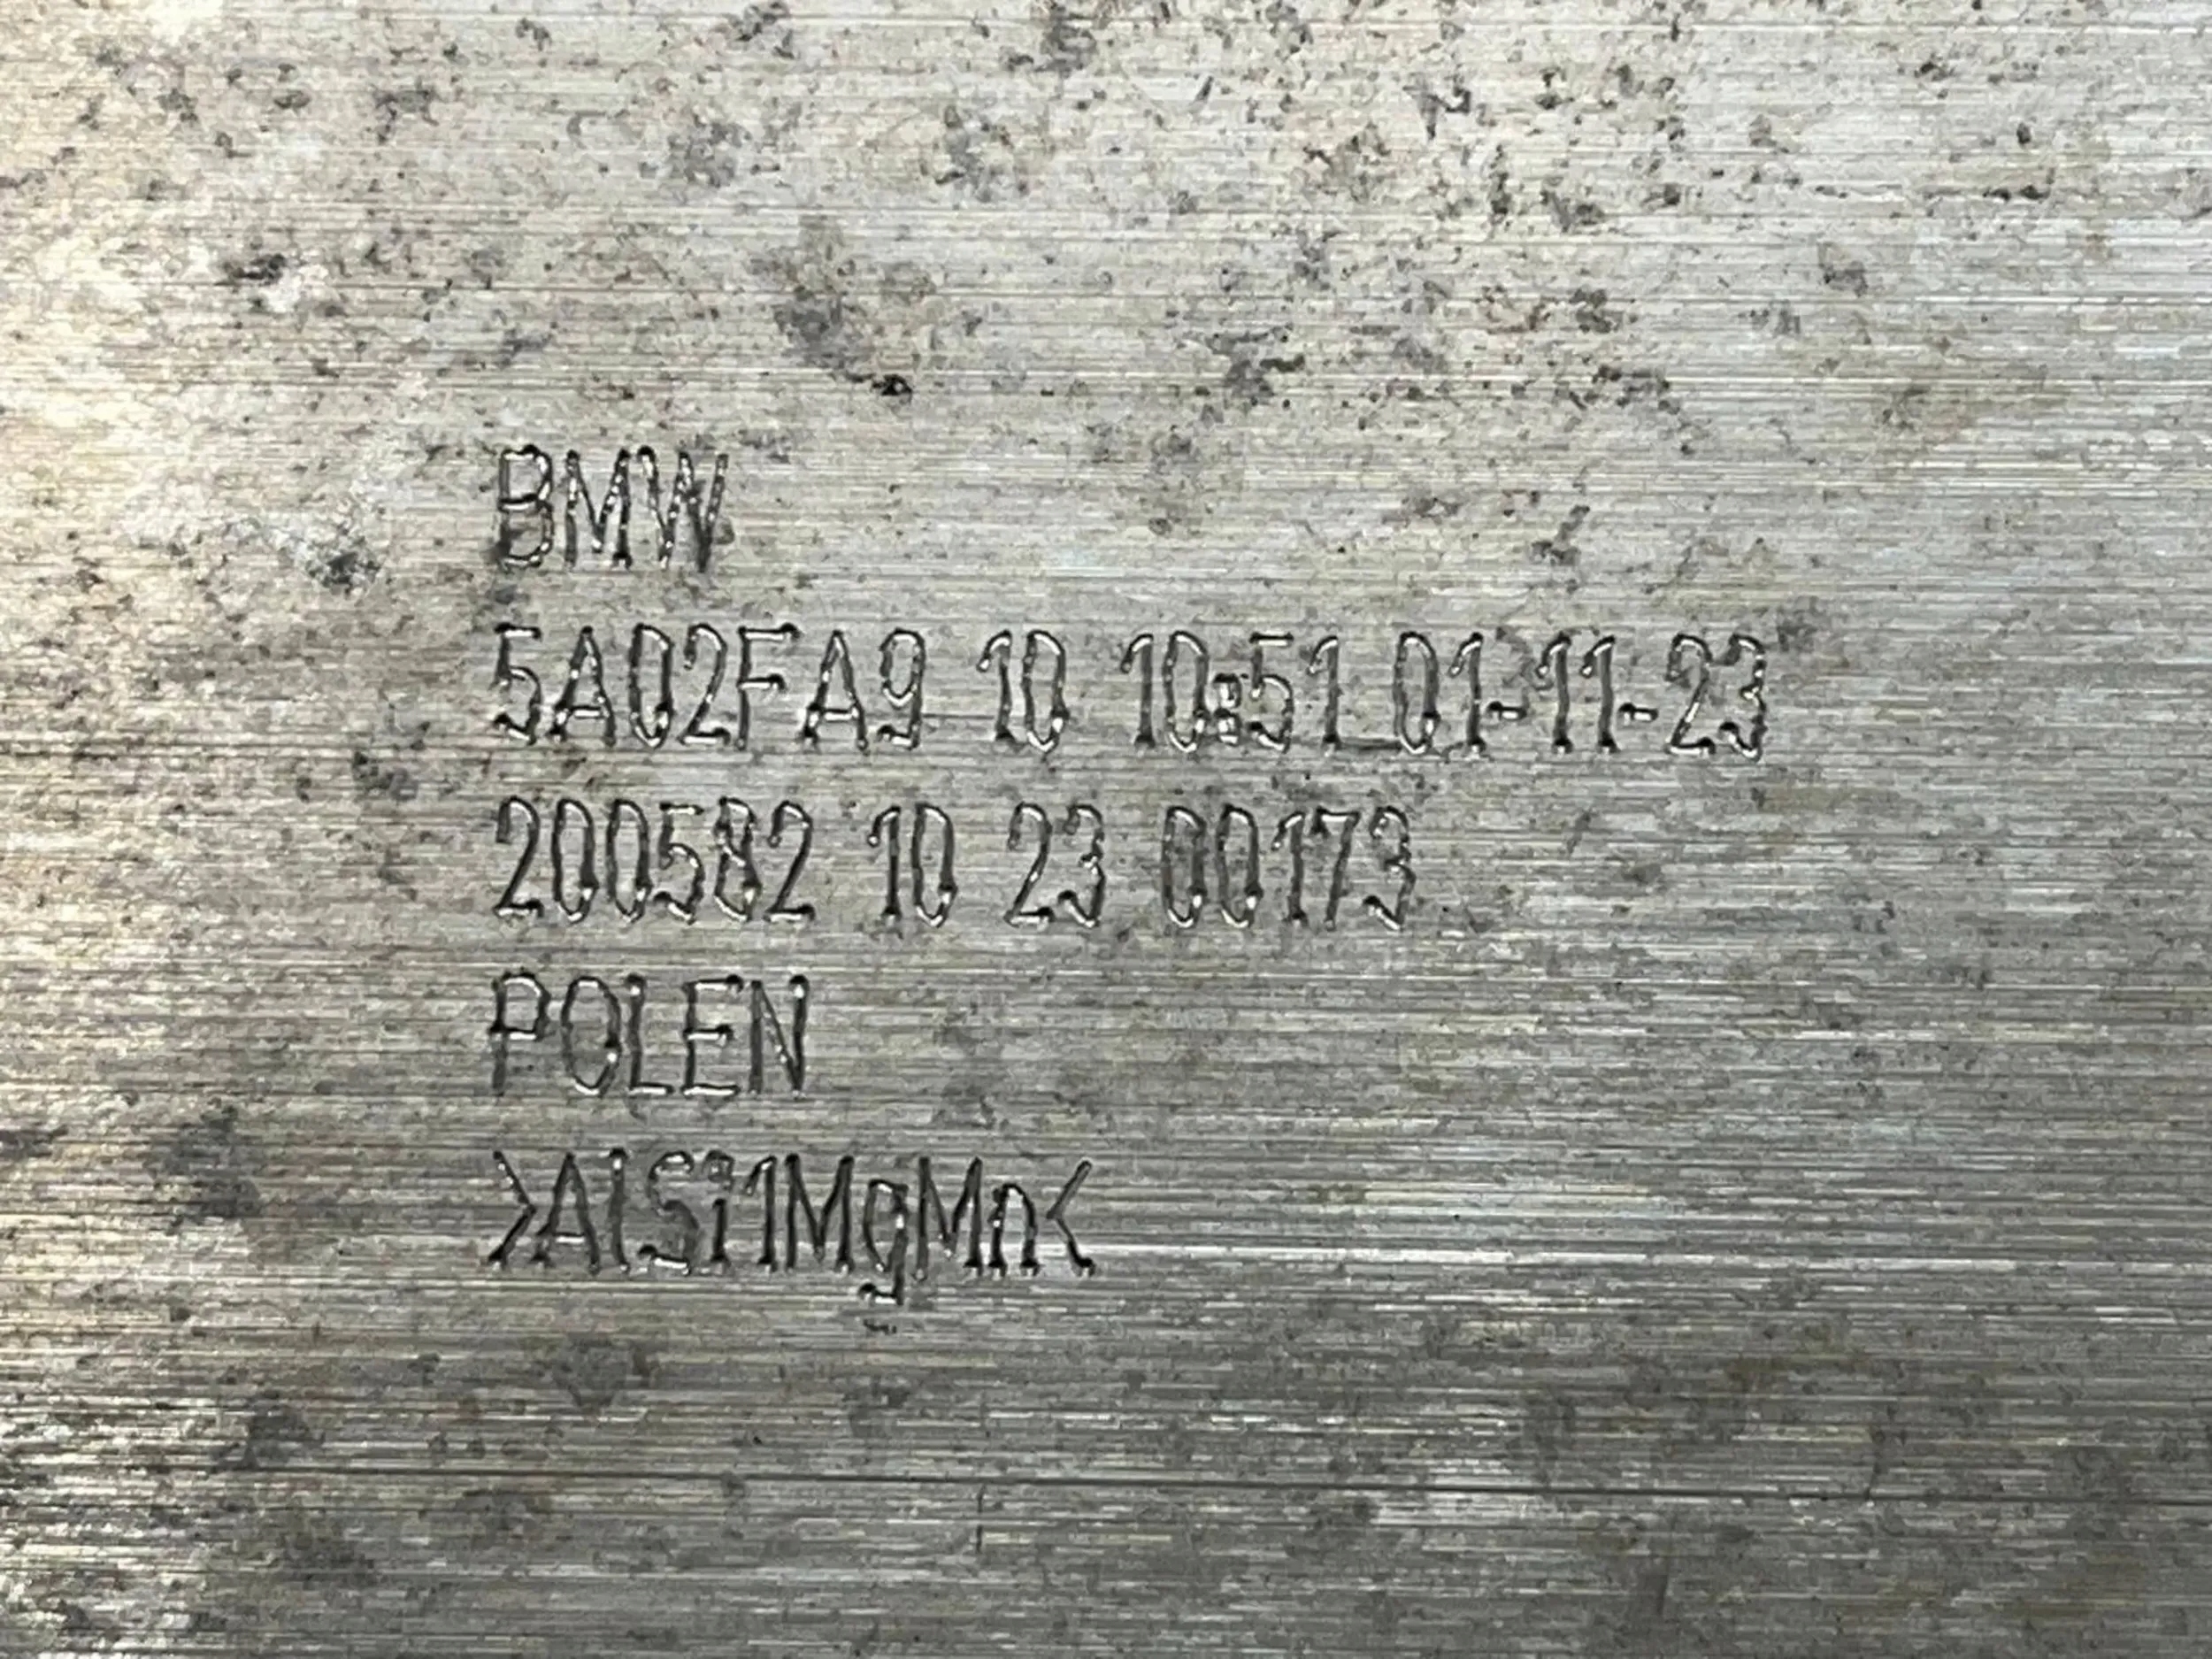 BMW
5A02FA9 10 10:51 01-11-23
200582 10 23 00173
POLEN
>AlSi1MgMn<